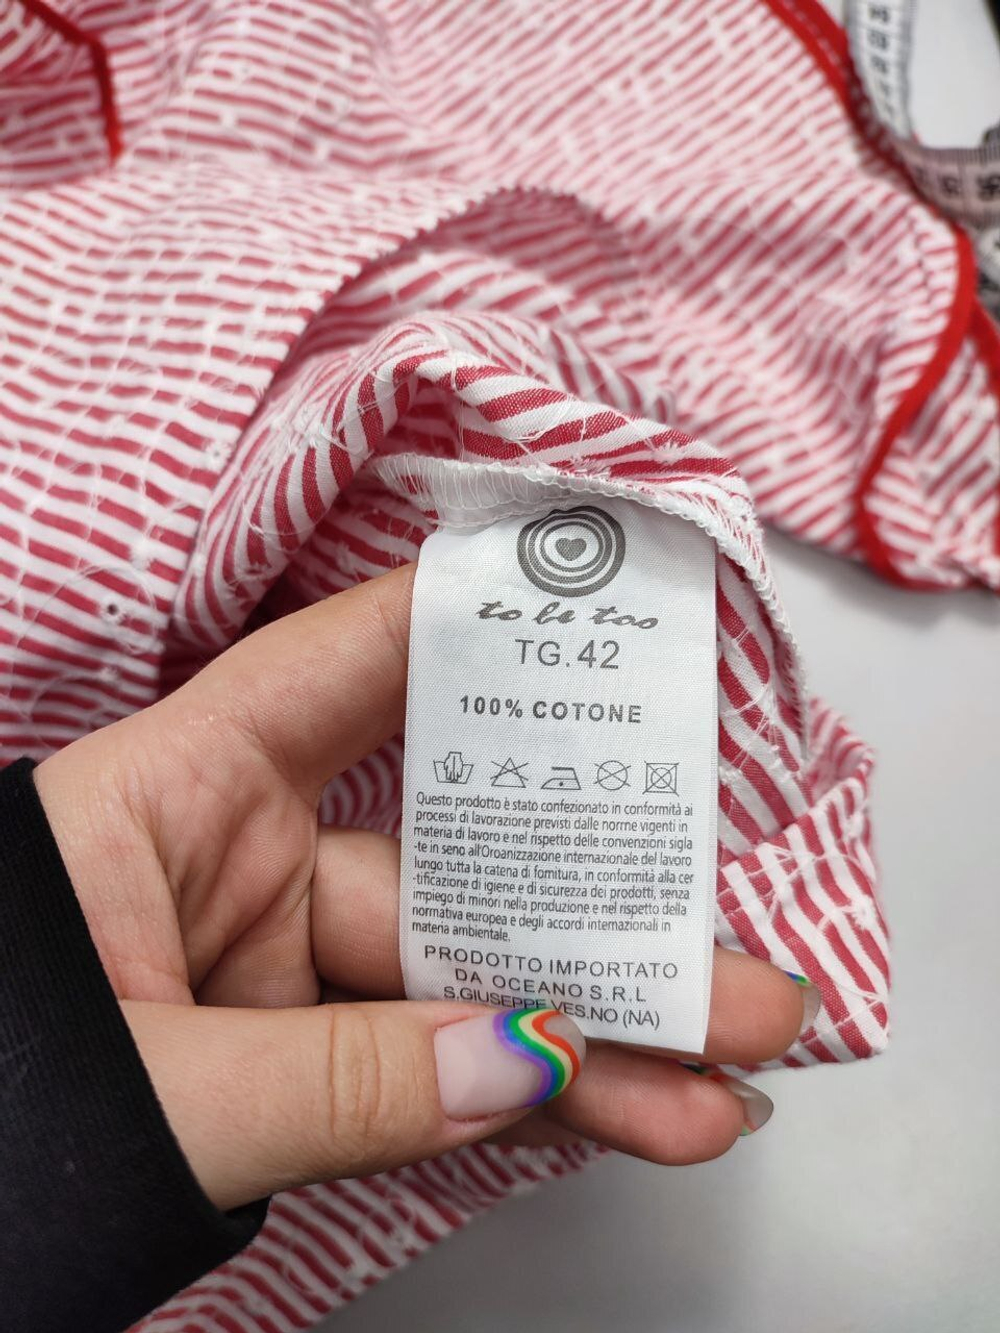 to be too
TG.42
100% COTONE
Questo prodotto è stato confezionato in conformità ai
processi di lavorazione previsti dalle norme vigenti in
materia di lavoro e nel rispetto delle convenzioni sigla
-te in seno all'Oroanizzazione internazionale del lavoro
lungo tutta la catena di fornitura, in conformità alla cer
-tificazione di igiene e di sicurezza dei prodotti, senza
impiego di minori nella produzione e nel rispetto della
normativa europea e degli accordi internazionali in
materia ambientale.
PRODOTTO IMPORTATO
DA OCEANO S.R.L
S.GIUSEPPE VES.NO (NA)